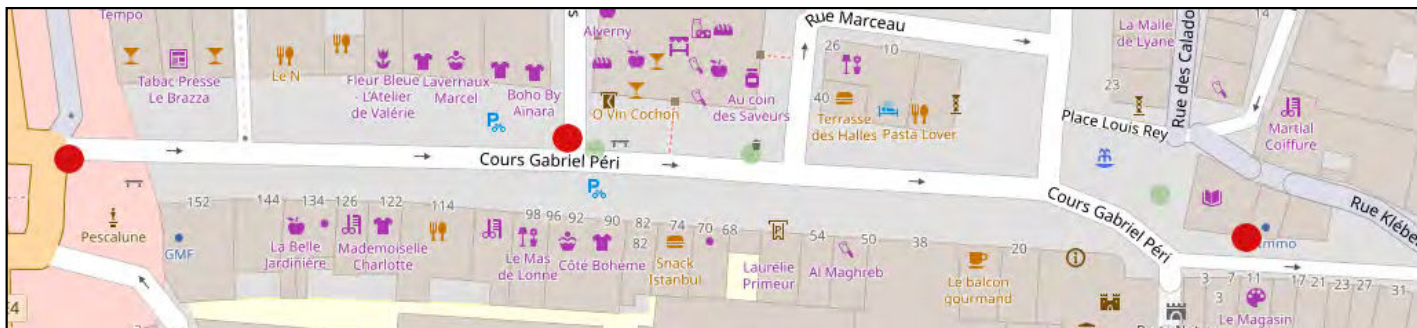 Tempo
Tabac Presse
Le Brazza
Le N
Fleur Bleue
- L'Atelier
de Valérie
Lavernaux
Marcel
Boho By
Ainara
Alverny
O Vin Cochon
Au coin
des Saveurs
Rue Marceau
26
10
40
Terrasse
des Halles
Pasta Lover
La Malle
de Lyane
14
23
Rue des Calado
Place Louis Rey
Martial
Coiffure
Cours Gabriel Péri
Cours Gabriel Péri
Rue Klébe
Pescalune
GMF
152
144
134
126
122
114
98
96
92
90
82
82
74
70
68
54
50
38
20
La Belle
Jardinière
Mademoiselle
Charlotte
Le Mas
de Lonne
Côté Boheme
Snack
Istanbul
P
Laurelie
Primeur
Al Maghreb
Le balcon
gourmand
immo
3
7
11
17
21
23
27
31
3
Le Magasin